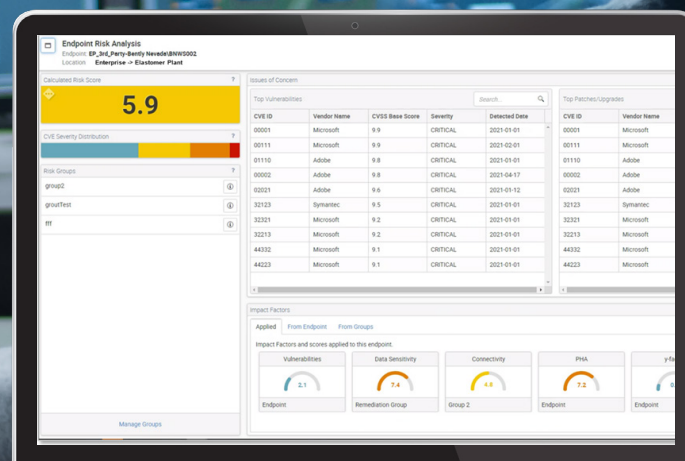 Endpoint Risk Analysis
Endpoint EP_3rd_Party-Bently Nevada\BNWS002
Location Enterprise -> Elastomer Plant
Calculated Risk Score ?
5.9
CVE Severity Distribution ?
Risk Groups ?
group2
groutTest
fff
Manage Groups
Issues of Concern
Top Vulnerabilities Search...
CVE ID Vendor Name CVSS Base Score Severity Detected Date
00001 Microsoft 9.9 CRITICAL 2021-01-01
00111 Microsoft 9.9 CRITICAL 2021-02-01
01110 Adobe 9.8 CRITICAL 2021-01-01
00002 Adobe 9.8 CRITICAL 2021-04-17
02021 Adobe 9.6 CRITICAL 2021-01-12
32123 Symantec 9.5 CRITICAL 2021-01-01
32321 Microsoft 9.2 CRITICAL 2021-01-01
32213 Microsoft 9.2 CRITICAL 2021-01-01
44332 Microsoft 9.1 CRITICAL 2021-01-01
44223 Microsoft 9.1 CRITICAL 2021-01-01
Top Patches/Upgrades
CVE ID Vendor Name
00001 Microsoft
00111 Microsoft
01110 Adobe
00002 Adobe
02021 Adobe
32123 Symantec
32321 Microsoft
32213 Microsoft
44332 Microsoft
44223 Microsoft
Impact Factors
Applied From Endpoint From Groups
Impact Factors and scores applied to this endpoint.
Vulnerabilities
2.1
Endpoint
Data Sensitivity
7.4
Remediation Group
Connectivity
4.8
Group 2
PHA
7.2
Endpoint
y-fa
0.
Endpoint